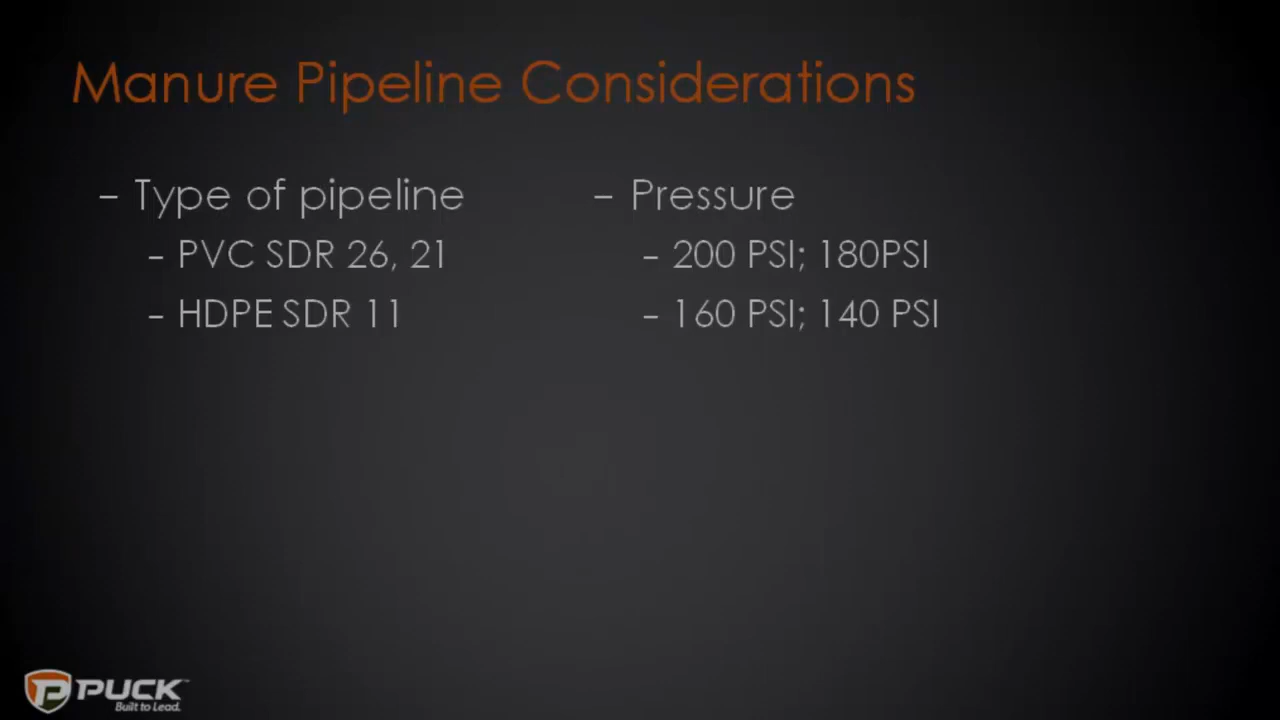 Manure Pipeline Considerations
– Type of pipeline
– PVC SDR 26, 21
– HDPE SDR 11
– Pressure
– 200 PSI; 180PSI
– 160 PSI; 140 PSI
PUCK™
Built to Lead.